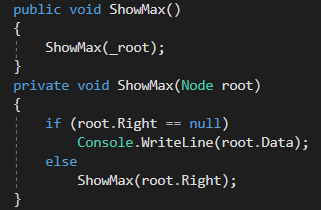 public void ShowMax()
{
    ShowMax(_root);
}
private void ShowMax(Node root)
{
    if (root.Right == null)
        Console.WriteLine(root.Data);
    else
        ShowMax(root.Right);
}